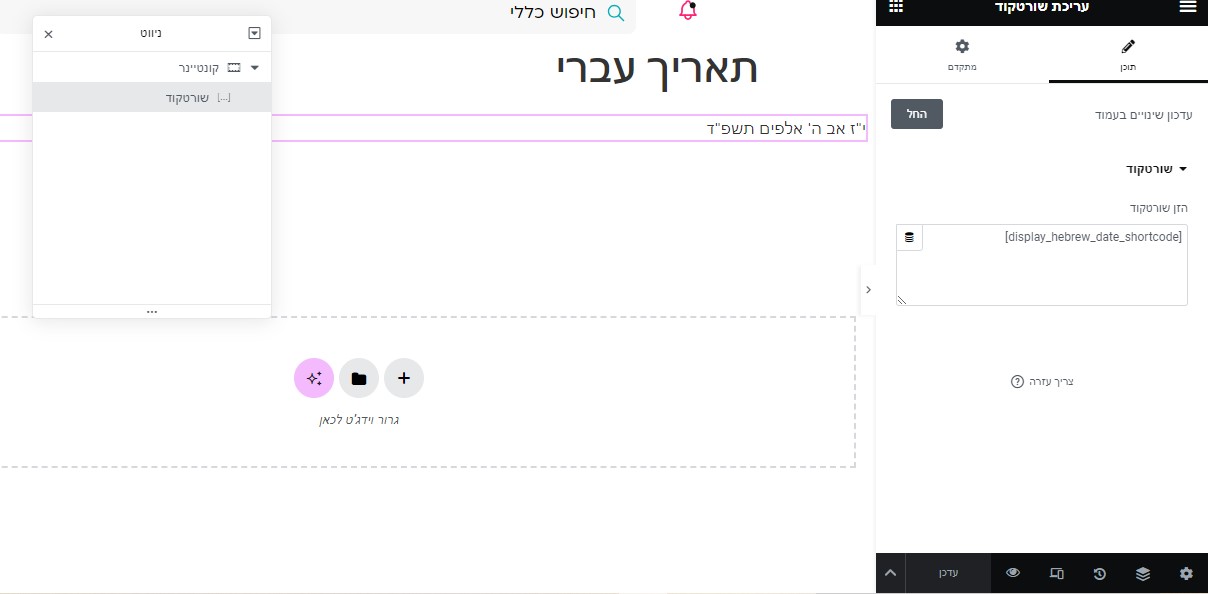 עריכת שורטקוד
תוכן
מתקדם
עדכון שינויים בעמוד
החל
שורטקוד
הזן שורטקוד
[display_hebrew_date_shortcode]
צריך עזרה
עדכן
חיפוש כללי
תאריך עברי
י"ז אב ה' אלפים תשפ"ד
גרור וידג'ט לכאן
ניווט
קונטיינר
שורטקוד